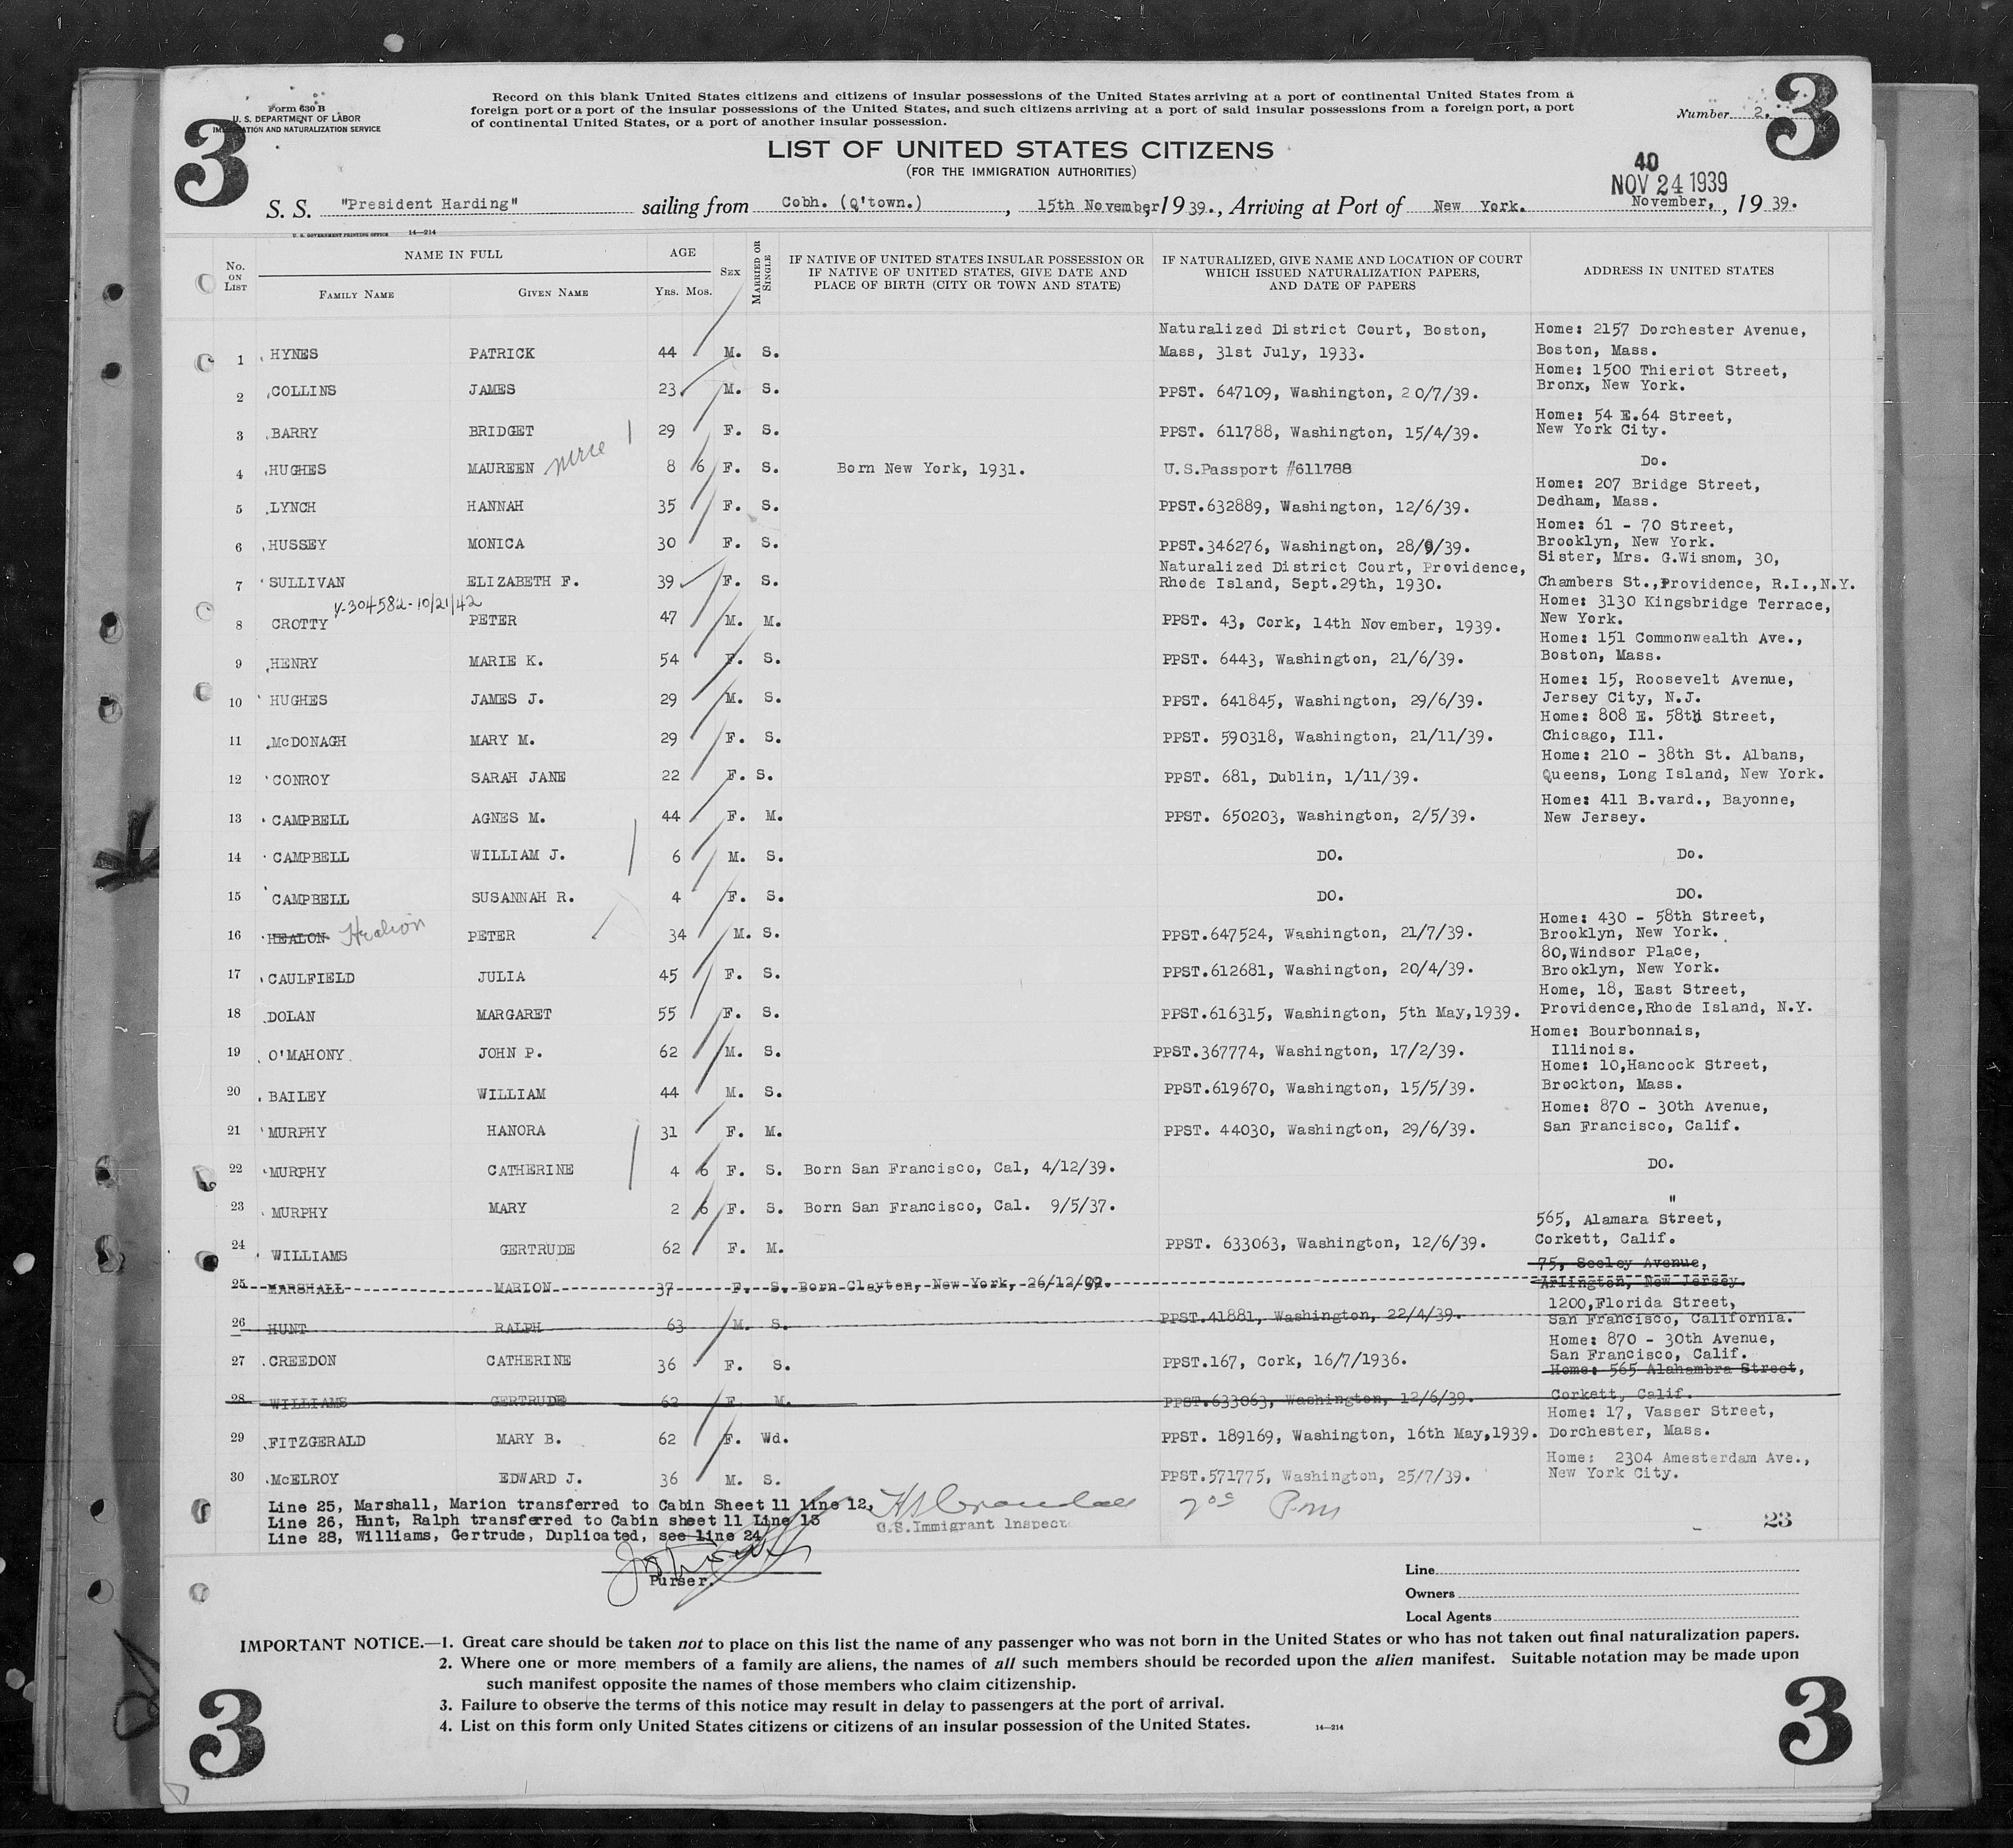 3
3
Form 630 B
U. S. DEPARTMENT OF LABOR
IMMIGRATION AND NATURALIZATION SERVICE
Record on this blank United States citizens and citizens of insular possessions of the United States arriving at a port of continental United States from a
foreign port or a port of the insular possessions of the United States, and such citizens arriving at a port of said insular possessions from a foreign port, a port
of continental United States, or a port of another insular possession.
Number 2.
LIST OF UNITED STATES CITIZENS
(FOR THE IMMIGRATION AUTHORITIES)
40
NOV 24 1939
S. S. "President Harding" sailing from Cobh. (Q'town.), 15th November, 1939., Arriving at Port of New York. November, , 1939.
U. S. GOVERNMENT PRINTING OFFICE 14—214
No. ON LIST
NAME IN FULL
FAMILY NAME GIVEN NAME
AGE
YRS. MOS.
SEX
MARRIED OR SINGLE
IF NATIVE OF UNITED STATES INSULAR POSSESSION OR
IF NATIVE OF UNITED STATES, GIVE DATE AND
PLACE OF BIRTH (CITY OR TOWN AND STATE)
IF NATURALIZED, GIVE NAME AND LOCATION OF COURT
WHICH ISSUED NATURALIZATION PAPERS,
AND DATE OF PAPERS
ADDRESS IN UNITED STATES
Naturalized District Court, Boston, Home: 2157 Dorchester Avenue,
1 HYNES PATRICK 44 M. S. Mass, 31st July, 1933. Boston, Mass.
Home: 1500 Thieriot Street,
2 COLLINS JAMES 23 M. S. PPST. 647109, Washington, 20/7/39. Bronx, New York.
Home: 54 E.64 Street,
3 BARRY BRIDGET 29 F. S. PPST. 611788, Washington, 15/4/39. New York City.
4 HUGHES MAUREEN 8 6 F. S. Born New York, 1931. U.S.Passport #611788 Do.
Home: 207 Bridge Street,
5 LYNCH HANNAH 35 F. S. PPST.632889, Washington, 12/6/39. Dedham, Mass.
Home: 61 - 70 Street,
6 HUSSEY MONICA 30 F. S. PPST.346276, Washington, 28/9/39. Brooklyn, New York.
Naturalized District Court, Providence, Sister, Mrs. G.Wisnom, 30,
7 SULLIVAN ELIZABETH F. 39 F. S. Rhode Island, Sept.29th, 1930. Chambers St.,Providence, R.I.,N.Y.
V-304582-10/21/42
Home: 3130 Kingsbridge Terrace,
8 CROTTY PETER 47 M. M. PPST. 43, Cork, 14th November, 1939. New York.
Home: 151 Commonwealth Ave.,
9 HENRY MARIE K. 54 F. S. PPST. 6443, Washington, 21/6/39. Boston, Mass.
Home: 15, Roosevelt Avenue,
10 HUGHES JAMES J. 29 M. S. PPST. 641845, Washington, 29/6/39. Jersey City, N.J.
Home: 808 E. 58th Street,
11 McDONAGH MARY M. 29 F. S. PPST. 590318, Washington, 21/11/39. Chicago, Ill.
Home: 210 - 38th St. Albans,
12 CONROY SARAH JANE 22 F. S. PPST. 681, Dublin, 1/11/39. Queens, Long Island, New York.
Home: 411 B.vard., Bayonne,
13 CAMPBELL AGNES M. 44 F. M. PPST. 650203, Washington, 2/5/39. New Jersey.
14 CAMPBELL WILLIAM J. 6 M. S. DO. Do.
15 CAMPBELL SUSANNAH R. 4 F. S. DO. DO.
Home: 430 - 58th Street,
16 HEALON Healion PETER 34 M. S. PPST.647524, Washington, 21/7/39. Brooklyn, New York.
80,Windsor Place,
17 CAULFIELD JULIA 45 F. S. PPST.612681, Washington, 20/4/39. Brooklyn, New York.
Home, 18, East Street,
18 DOLAN MARGARET 55 F. S. PPST.616315, Washington, 5th May,1939. Providence,Rhode Island, N.Y.
Home: Bourbonnais,
19 O'MAHONY JOHN P. 62 M. S. PPST.367774, Washington, 17/2/39. Illinois.
Home: 10,Hancock Street,
20 BAILEY WILLIAM 44 M. S. PPST.619670, Washington, 15/5/39. Brockton, Mass.
Home: 870 - 30th Avenue,
21 MURPHY HANORA 31 F. M. PPST. 44030, Washington, 29/6/39. San Francisco, Calif.
22 MURPHY CATHERINE 4 6 F. S. Born San Francisco, Cal, 4/12/39. DO.
23 MURPHY MARY 2 6 F. S. Born San Francisco, Cal. 9/5/37. "
565, Alamara Street,
24 WILLIAMS GERTRUDE 62 F. M. PPST. 633063, Washington, 12/6/39. Corkett, Calif.
75, Seeley Avenue,
25 MARSHALL MARION 37 F. S. Born Clayton, New York, 26/12/02. Arlington, New Jersey.
1200,Florida Street,
26 HUNT RALPH 63 M. S. PPST.41881, Washington, 22/4/39. San Francisco, California.
Home: 870 - 30th Avenue,
27 CREEDON CATHERINE 36 F. S. PPST.167, Cork, 16/7/1936. San Francisco, Calif.
Home: 565 Alahambra Street,
28 WILLIAMS GERTRUDE 62 F. M. PPST.633063, Washington, 12/6/39. Corkett, Calif.
Home: 17, Vasser Street,
29 FITZGERALD MARY B. 62 F. Wd. PPST. 189169, Washington, 16th May,1939. Dorchester, Mass.
Home: 2304 Amesterdam Ave.,
30 McELROY EDWARD J. 36 M. S. PPST.571775, Washington, 25/7/39. New York City.
Line 25, Marshall, Marion transferred to Cabin Sheet 11 line 12,
Line 26, Hunt, Ralph transferred to Cabin sheet 11 Line 13
Line 28, Williams, Gertrude, Duplicated, see line 24
U.S.Immigrant Inspector
7 05 Pm
23
Purser.
Line
Owners
Local Agents
IMPORTANT NOTICE.—1. Great care should be taken not to place on this list the name of any passenger who was not born in the United States or who has not taken out final naturalization papers.
2. Where one or more members of a family are aliens, the names of all such members should be recorded upon the alien manifest. Suitable notation may be made upon
such manifest opposite the names of those members who claim citizenship.
3. Failure to observe the terms of this notice may result in delay to passengers at the port of arrival.
4. List on this form only United States citizens or citizens of an insular possession of the United States. 14—214
3
3